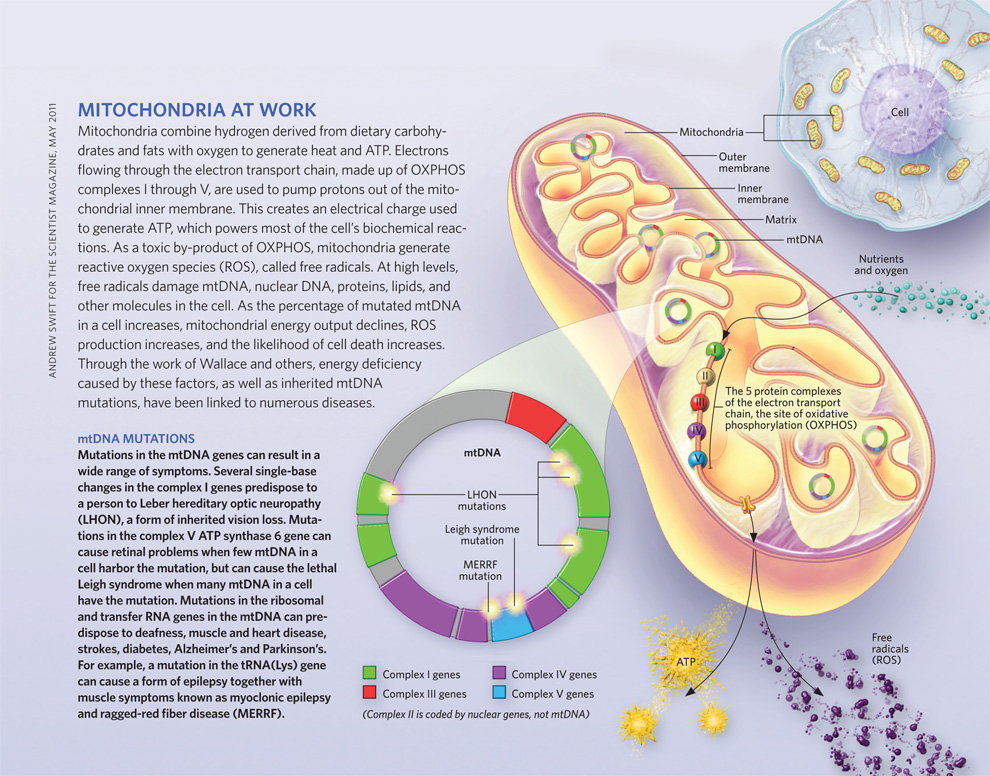 ANDREW SWIFT FOR THE SCIENTIST MAGAZINE, MAY 2011
MITOCHONDRIA AT WORK
Mitochondria combine hydrogen derived from dietary carbohy-
drates and fats with oxygen to generate heat and ATP. Electrons
flowing through the electron transport chain, made up of OXPHOS
complexes I through V, are used to pump protons out of the mito-
chondrial inner membrane. This creates an electrical charge used
to generate ATP, which powers most of the cell's biochemical reac-
tions. As a toxic by-product of OXPHOS, mitochondria generate
reactive oxygen species (ROS), called free radicals. At high levels,
free radicals damage mtDNA, nuclear DNA, proteins, lipids, and
other molecules in the cell. As the percentage of mutated mtDNA
in a cell increases, mitochondrial energy output declines, ROS
production increases, and the likelihood of cell death increases.
Through the work of Wallace and others, energy deficiency
caused by these factors, as well as inherited mtDNA
mutations, have been linked to numerous diseases.
mtDNA MUTATIONS
Mutations in the mtDNA genes can result in a
wide range of symptoms. Several single-base
changes in the complex I genes predispose to
a person to Leber hereditary optic neuropathy
(LHON), a form of inherited vision loss. Muta-
tions in the complex V ATP synthase 6 gene can
cause retinal problems when few mtDNA in a
cell harbor the mutation, but can cause the lethal
Leigh syndrome when many mtDNA in a cell
have the mutation. Mutations in the ribosomal
and transfer RNA genes in the mtDNA can pre-
dispose to deafness, muscle and heart disease,
strokes, diabetes, Alzheimer's and Parkinson's.
For example, a mutation in the tRNA(Lys) gene
can cause a form of epilepsy together with
muscle symptoms known as myoclonic epilepsy
and ragged-red fiber disease (MERRF).
mtDNA
LHON
mutations
Leigh syndrome
mutation
MERRF
mutation
Complex I genes
Complex III genes
Complex IV genes
Complex V genes
(Complex II is coded by nuclear genes, not mtDNA)
Cell
Mitochondria
Outer
membrane
Inner
membrane
Matrix
mtDNA
Nutrients
and oxygen
I
II
III
IV
V
The 5 protein complexes
of the electron transport
chain, the site of oxidative
phosphorylation (OXPHOS)
ATP
Free
radicals
(ROS)